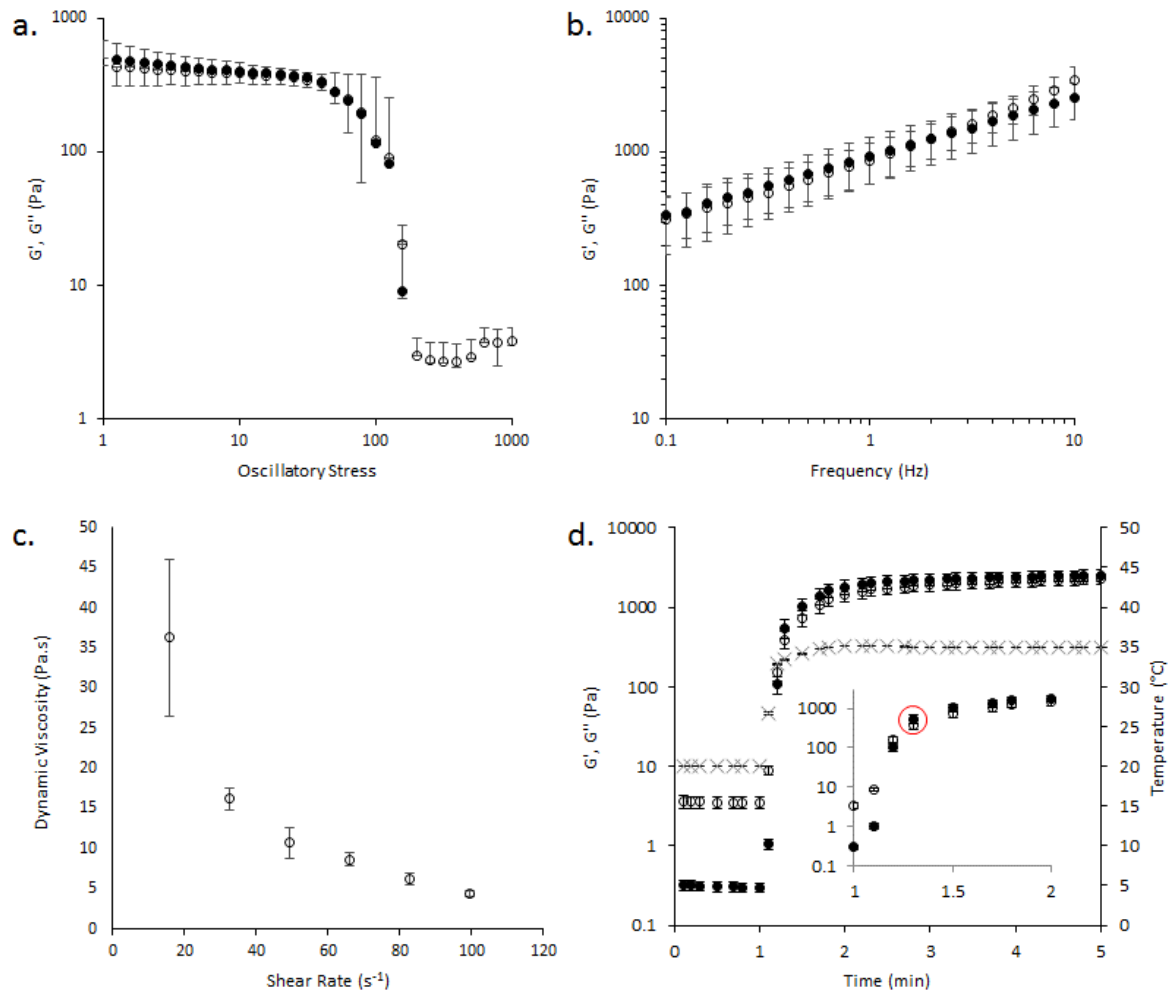 a.
1000
100
10
1
G', G'' (Pa)
1 10 100 1000
Oscillatory Stress
b.
10000
1000
100
10
G', G'' (Pa)
0.1 1 10
Frequency (Hz)
c.
50
45
40
35
30
25
20
15
10
5
0
Dynamic Viscosity (Pa.s)
0 20 40 60 80 100 120
Shear Rate (s⁻¹)
d.
10000
1000
100
10
1
0.1
G', G'' (Pa)
50
45
40
35
30
25
20
15
10
5
0
Temperature (°C)
1000
100
10
1
0.1
1 1.5 2
0 1 2 3 4 5
Time (min)